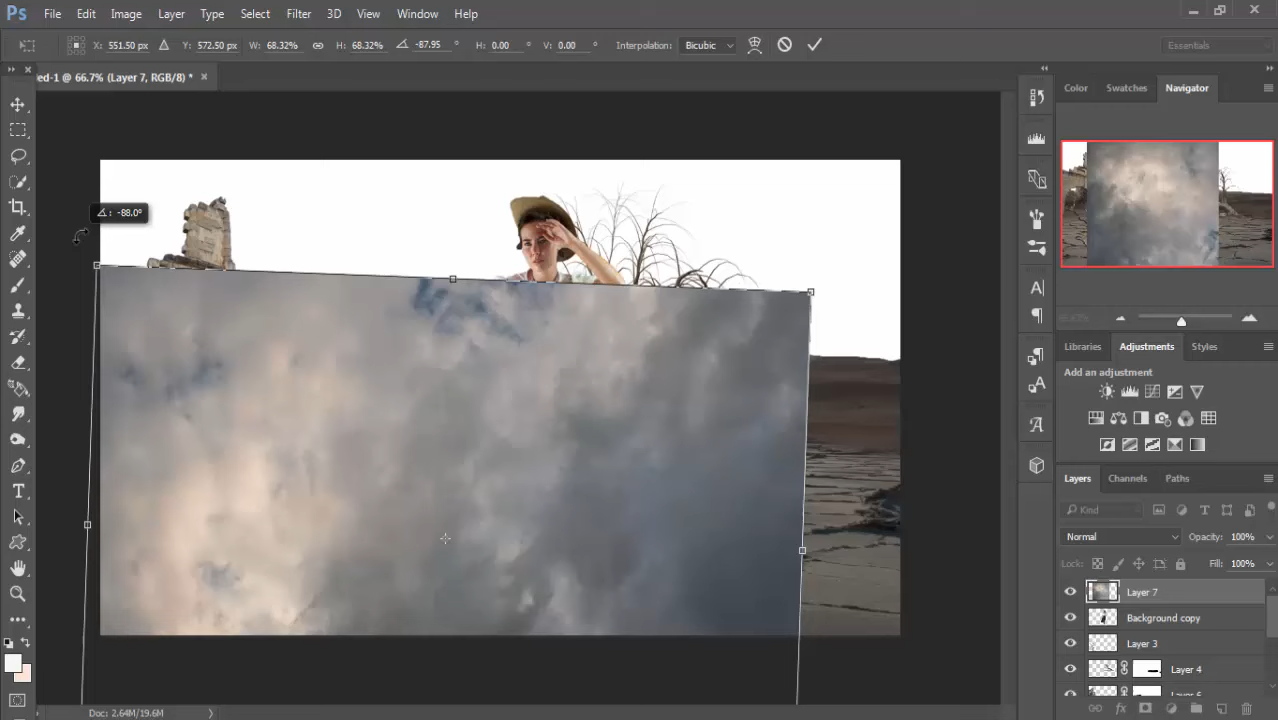 Ps File Edit Image Layer Type Select Filter 3D View Window Help
X: 551.50 px Y: 572.50 px W: 68.32% H: 68.32% -87.95 ° H: 0.00 ° V: 0.00 ° Interpolation: Bicubic Essentials
ed-1 @ 66.7% (Layer 7, RGB/8) * ×
Color Swatches Navigator
: -88.0°
Libraries Adjustments Styles
Add an adjustment
Layers Channels Paths
Kind
Normal Opacity: 100%
Lock: Fill: 100%
Layer 7
Background copy
Layer 3
Layer 4
Doc: 2.64M/19.6M